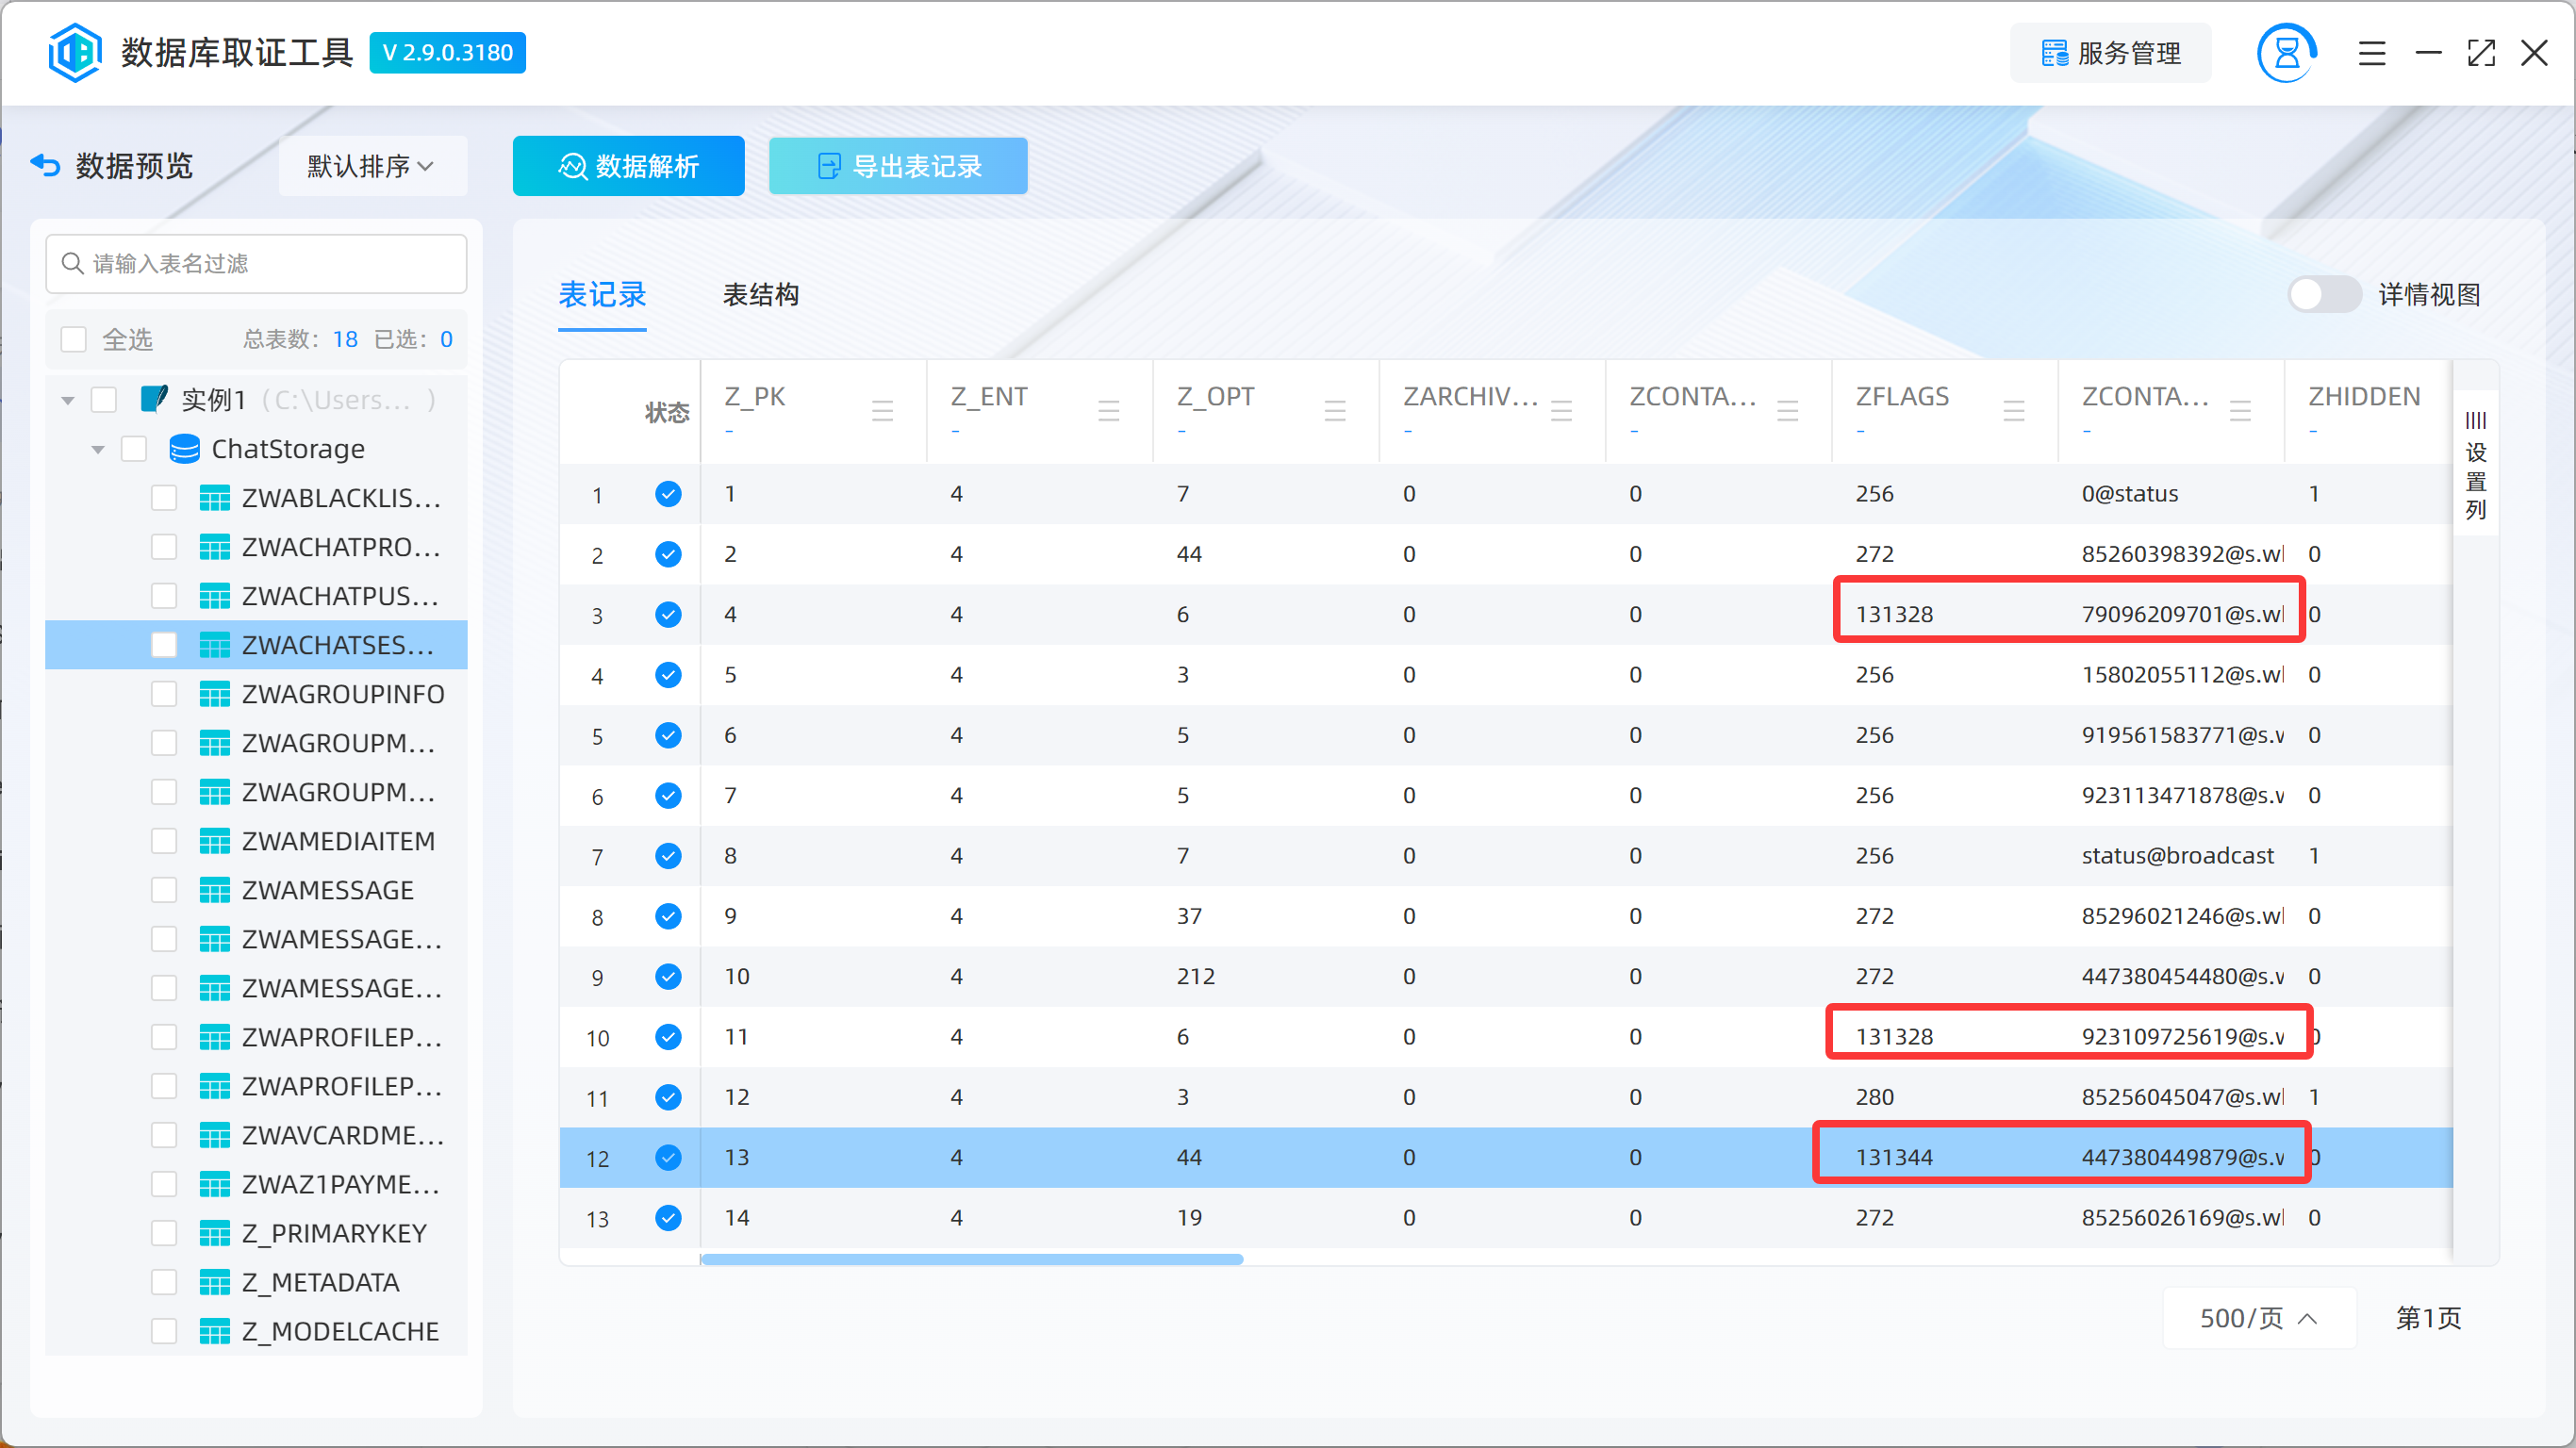 数据库取证工具 V 2.9.0.3180 服务管理
数据预览 默认排序 数据解析 导出表记录
请输入表名过滤
全选 总表数：18 已选：0
实例1（C:\Users... ）
ChatStorage
ZWABLACKLIS...
ZWACHATPRO...
ZWACHATPUS...
ZWACHATSES...
ZWAGROUPINFO
ZWAGROUPM...
ZWAGROUPM...
ZWAMEDIAITEM
ZWAMESSAGE
ZWAMESSAGE...
ZWAMESSAGE...
ZWAPROFILEP...
ZWAPROFILEP...
ZWAVCARDME...
ZWAZ1PAYME...
Z_PRIMARYKEY
Z_METADATA
Z_MODELCACHE
表记录 表结构 详情视图
状态 Z_PK Z_ENT Z_OPT ZARCHIV... ZCONTA... ZFLAGS ZCONTA... ZHIDDEN
- - - - - - - -
1 1 4 7 0 0 256 0@status 1
2 2 4 44 0 0 272 85260398392@s.w 0
3 4 4 6 0 0 131328 79096209701@s.w 0
4 5 4 3 0 0 256 15802055112@s.w 0
5 6 4 5 0 0 256 919561583771@s. 0
6 7 4 5 0 0 256 923113471878@s. 0
7 8 4 7 0 0 256 status@broadcast 1
8 9 4 37 0 0 272 85296021246@s.w 0
9 10 4 212 0 0 272 447380454480@s. 0
10 11 4 6 0 0 131328 923109725619@s. 0
11 12 4 3 0 0 280 85256045047@s.w 1
12 13 4 44 0 0 131344 447380449879@s. 0
13 14 4 19 0 0 272 85256026169@s.w 0
设置列
500/页 第1页